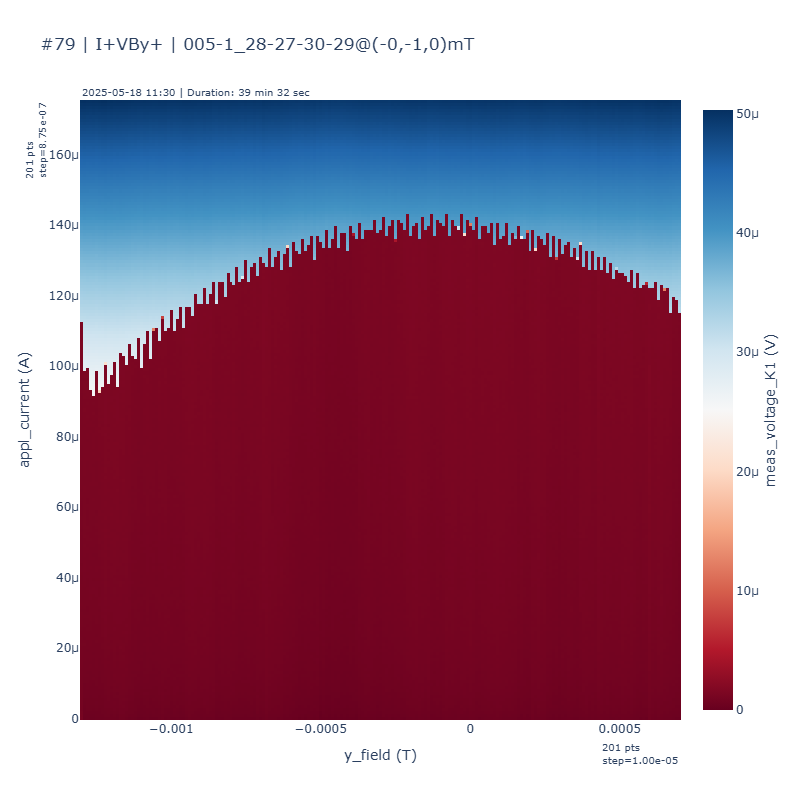 #79 | I+VBy+ | 005-1_28-27-30-29@(-0,-1,0)mT
2025-05-18 11:30 | Duration: 39 min 32 sec
201 pts
step=8.75e-07
160μ
140μ
120μ
100μ
80μ
60μ
40μ
20μ
0
appl_current (A)
−0.001
−0.0005
0
0.0005
y_field (T)
201 pts
step=1.00e-05
50μ
40μ
30μ
20μ
10μ
0
meas_voltage_K1 (V)